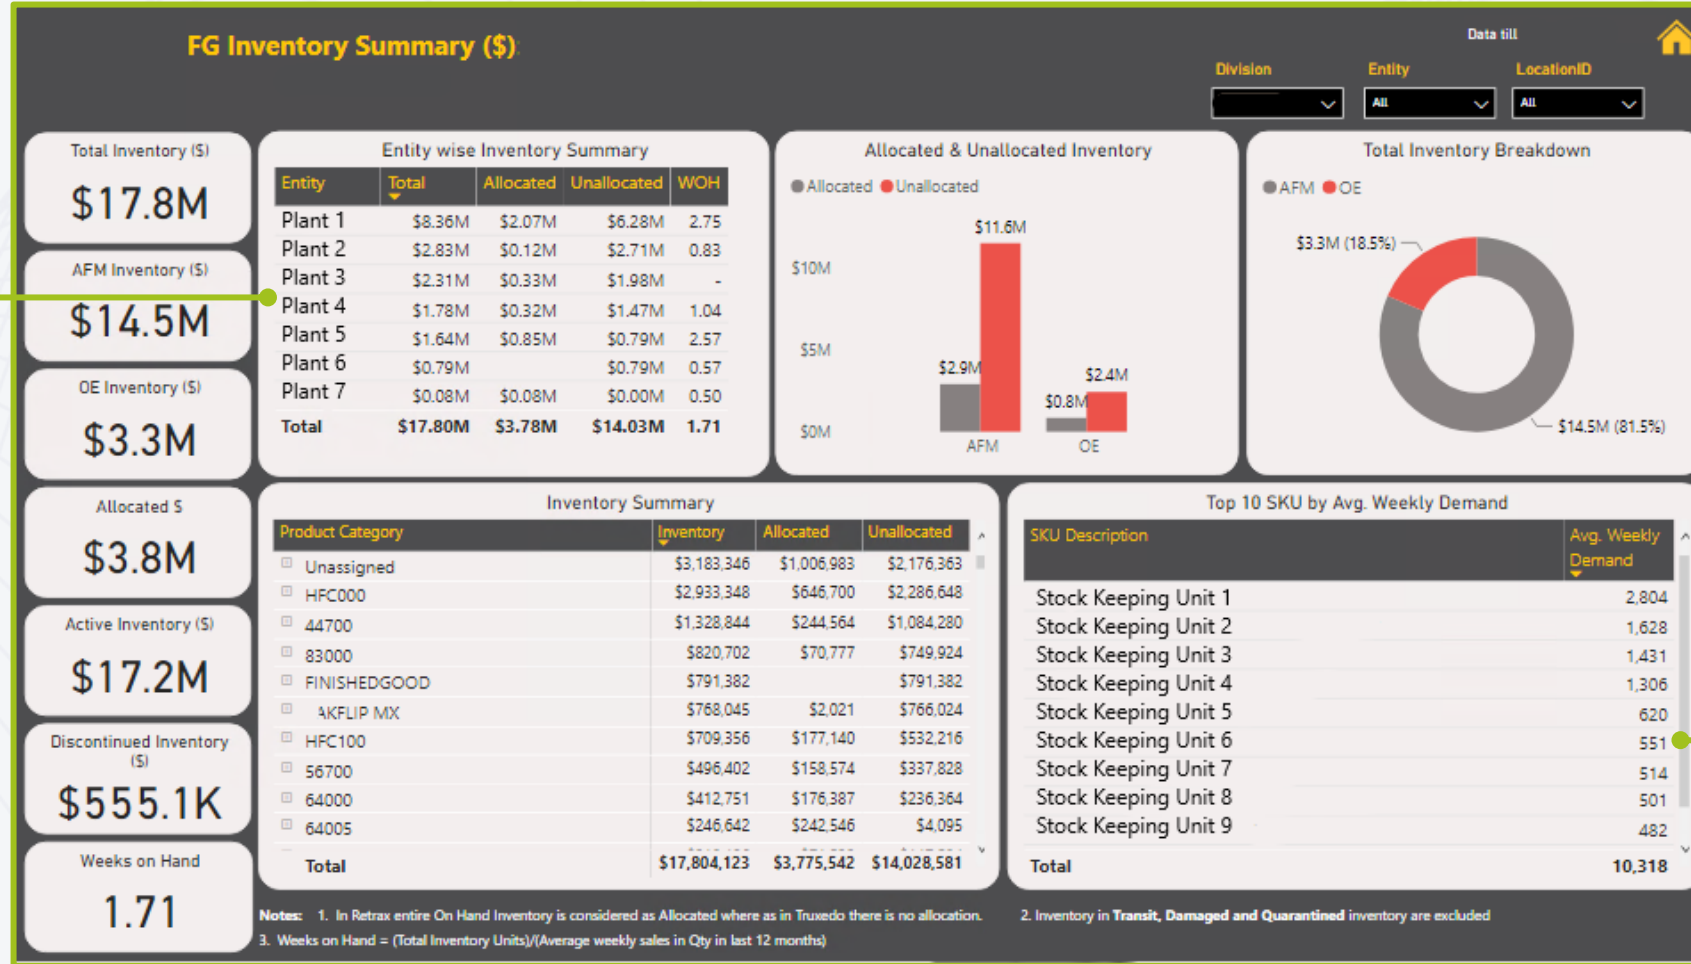 FG Inventory Summary ($)
Data till
Division Entity LocationID
All All
Total Inventory ($)
$17.8M
AFM Inventory ($)
$14.5M
OE Inventory ($)
$3.3M
Allocated $
$3.8M
Active Inventory ($)
$17.2M
Discontinued Inventory
($)
$555.1K
Weeks on Hand
1.71
Entity wise Inventory Summary
Entity Total Allocated Unallocated WOH
Plant 1 $8.36M $2.07M $6.28M 2.75
Plant 2 $2.83M $0.12M $2.71M 0.83
Plant 3 $2.31M $0.33M $1.98M -
Plant 4 $1.78M $0.32M $1.47M 1.04
Plant 5 $1.64M $0.85M $0.79M 2.57
Plant 6 $0.79M $0.79M 0.57
Plant 7 $0.08M $0.08M $0.00M 0.50
Total $17.80M $3.78M $14.03M 1.71
Allocated & Unallocated Inventory
Allocated Unallocated
$11.6M
$10M
$5M
$2.9M
$2.4M
$0.8M
$0M
AFM OE
Total Inventory Breakdown
AFM OE
$3.3M (18.5%)
$14.5M (81.5%)
Inventory Summary
Product Category Inventory Allocated Unallocated
Unassigned $3,183,346 $1,006,983 $2,176,363
HFC000 $2,933,348 $646,700 $2,286,648
44700 $1,328,844 $244,564 $1,084,280
83000 $820,702 $70,777 $749,924
FINISHEDGOOD $791,382 $791,382
AKFLIP MX $768,045 $2,021 $766,024
HFC100 $709,356 $177,140 $532,216
56700 $496,402 $158,574 $337,828
64000 $412,751 $176,387 $236,364
64005 $246,642 $242,546 $4,095
Total $17,804,123 $3,775,542 $14,028,581
Top 10 SKU by Avg. Weekly Demand
SKU Description Avg. Weekly
Demand
Stock Keeping Unit 1 2,804
Stock Keeping Unit 2 1,628
Stock Keeping Unit 3 1,431
Stock Keeping Unit 4 1,306
Stock Keeping Unit 5 620
Stock Keeping Unit 6 551
Stock Keeping Unit 7 514
Stock Keeping Unit 8 501
Stock Keeping Unit 9 482
Total 10,318
Notes: 1. In Retrax entire On Hand Inventory is considered as Allocated where as in Truxedo there is no allocation. 2. Inventory in Transit, Damaged and Quarantined inventory are excluded
3. Weeks on Hand = (Total Inventory Units)/(Average weekly sales in Qty in last 12 months)